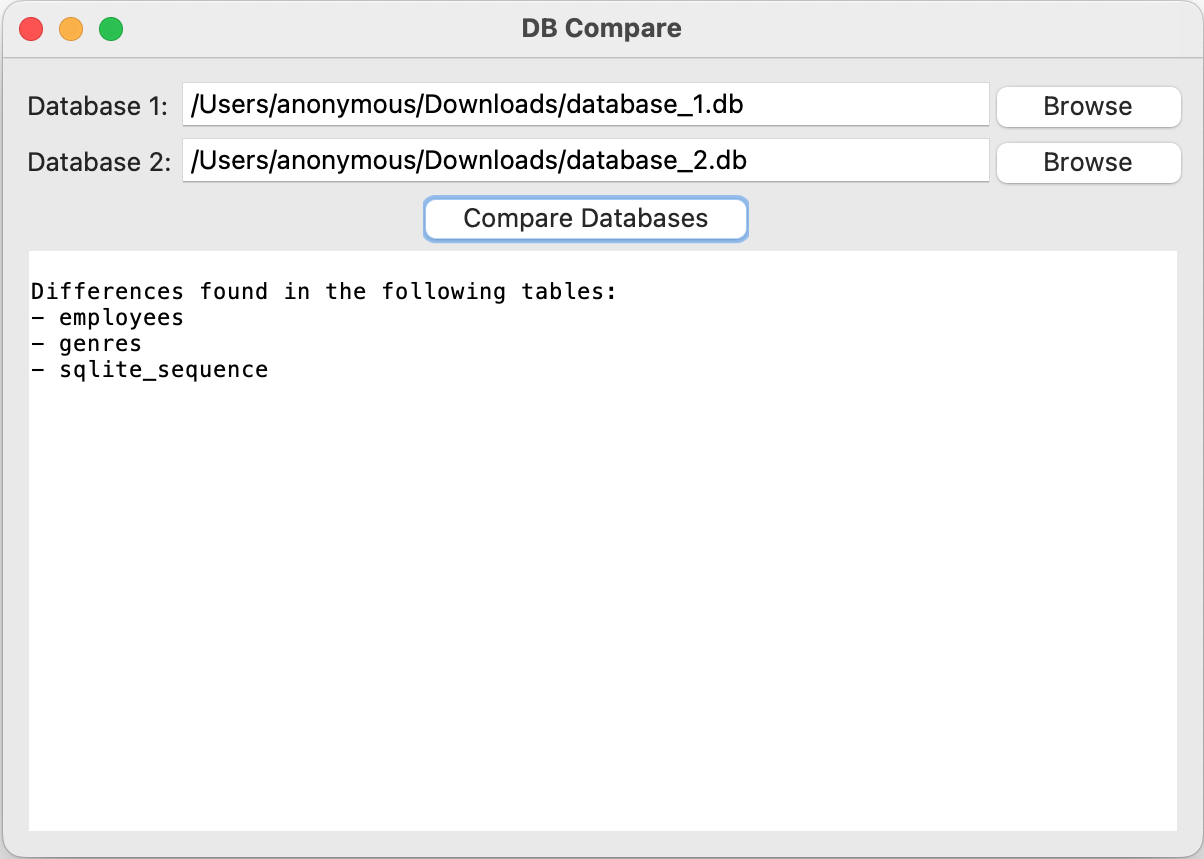 DB Compare
Database 1: /Users/anonymous/Downloads/database_1.db Browse
Database 2: /Users/anonymous/Downloads/database_2.db Browse
Compare Databases
Differences found in the following tables:
- employees
- genres
- sqlite_sequence